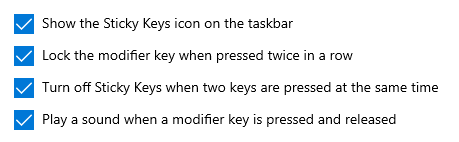 Show the Sticky Keys icon on the taskbar
Lock the modifier key when pressed twice in a row
Turn off Sticky Keys when two keys are pressed at the same time
Play a sound when a modifier key is pressed and released